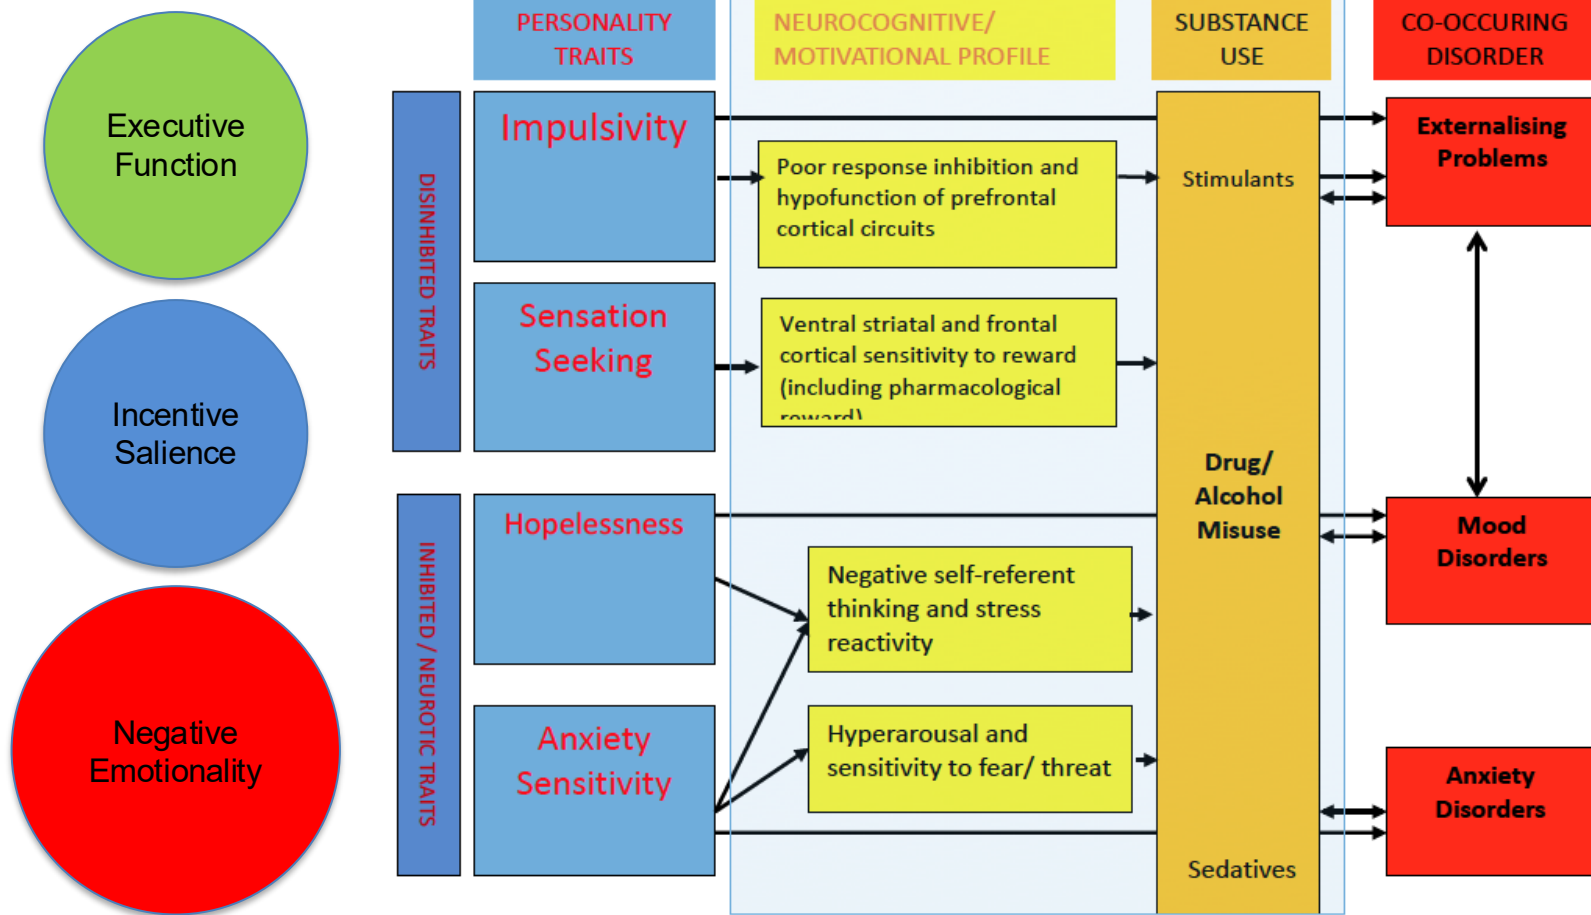 Executive
Function
Incentive
Salience
Negative
Emotionality
PERSONALITY
TRAITS
NEUROCOGNITIVE/
MOTIVATIONAL PROFILE
SUBSTANCE
USE
CO-OCCURING
DISORDER
DISINHIBITED TRAITS
Impulsivity
Poor response inhibition and
hypofunction of prefrontal
cortical circuits
Stimulants
Externalising
Problems
Sensation
Seeking
Ventral striatal and frontal
cortical sensitivity to reward
(including pharmacological
reward)
Drug/
Alcohol
Misuse
INHIBITED / NEUROTIC TRAITS
Hopelessness
Negative self-referent
thinking and stress
reactivity
Mood
Disorders
Anxiety
Sensitivity
Hyperarousal and
sensitivity to fear/ threat
Anxiety
Disorders
Sedatives